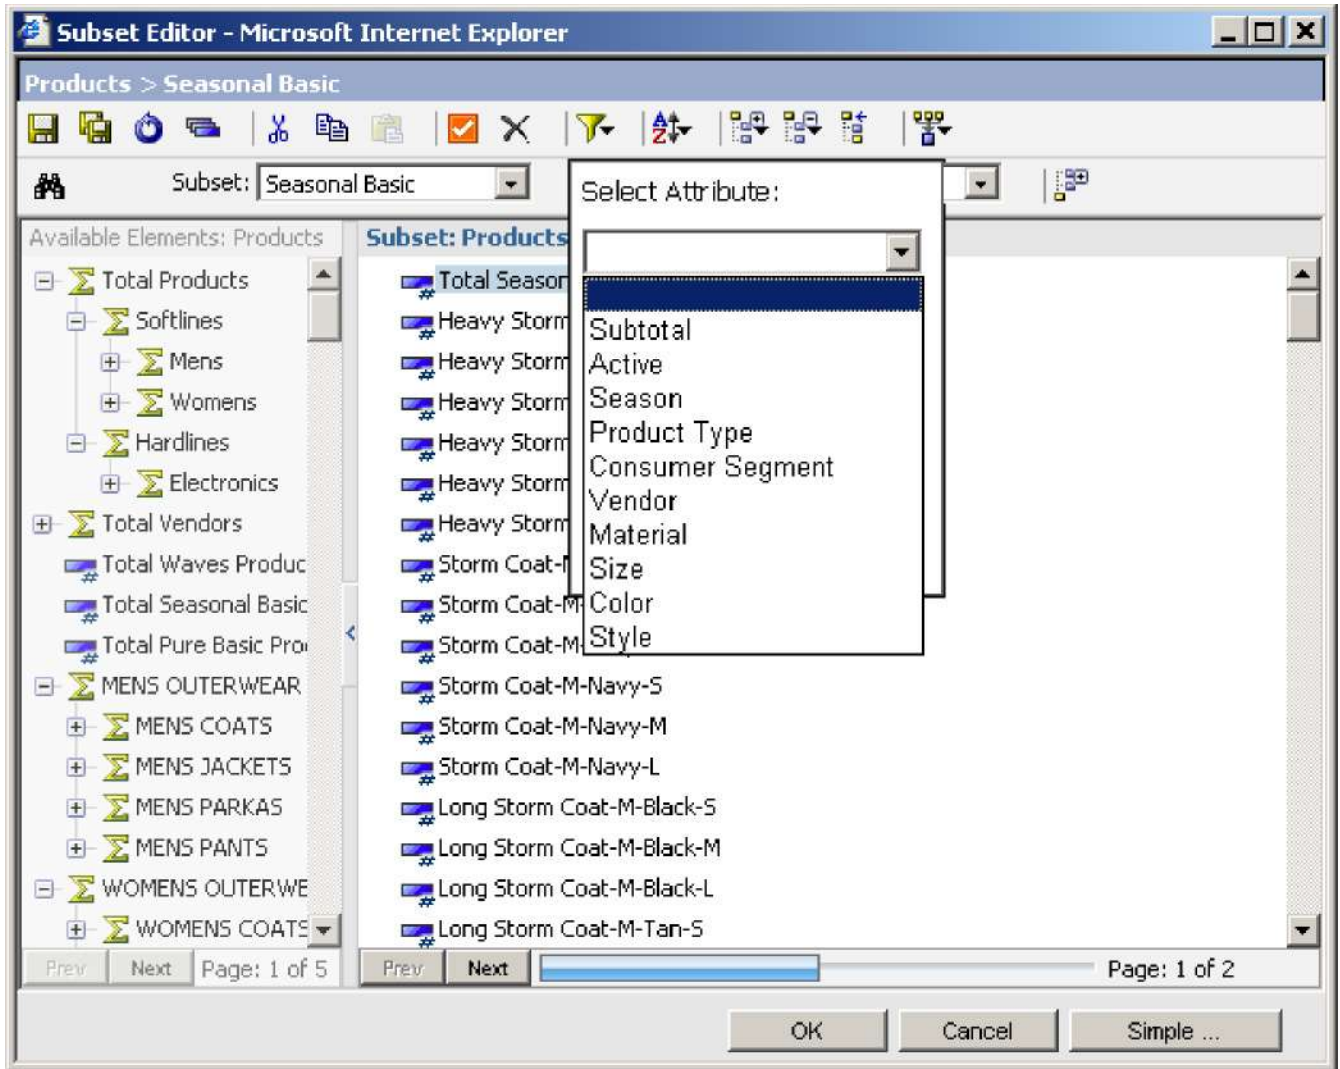 Subset Editor - Microsoft Internet Explorer
Products > Seasonal Basic
Subset: Seasonal Basic
Select Attribute:
Available Elements: Products
Subset: Products
Total Products
Softlines
Mens
Womens
Hardlines
Electronics
Total Vendors
Total Waves Produc
Total Seasonal Basic
Total Pure Basic Pro
MENS OUTERWEAR
MENS COATS
MENS JACKETS
MENS PARKAS
MENS PANTS
WOMENS OUTERWE
WOMENS COATS
Total Season
Heavy Storm
Heavy Storm
Heavy Storm
Heavy Storm
Heavy Storm
Heavy Storm
Storm Coat-M
Storm Coat-M-
Storm Coat-M-
Storm Coat-M-Navy-S
Storm Coat-M-Navy-M
Storm Coat-M-Navy-L
Long Storm Coat-M-Black-S
Long Storm Coat-M-Black-M
Long Storm Coat-M-Black-L
Long Storm Coat-M-Tan-S
Subtotal
Active
Season
Product Type
Consumer Segment
Vendor
Material
Size
Color
Style
Prev Next Page: 1 of 5
Prev Next Page: 1 of 2
OK Cancel Simple ...